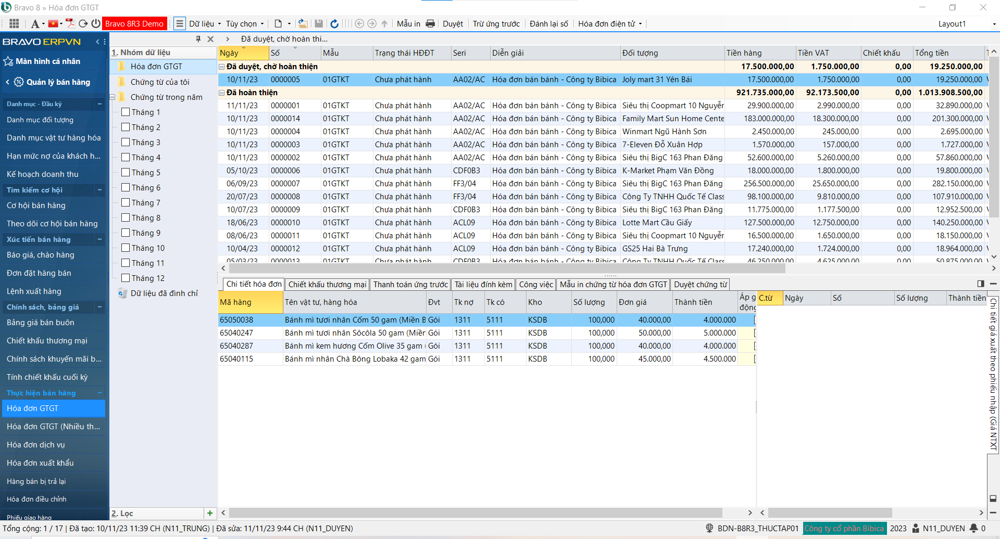 Bravo 8 » Hóa đơn GTGT
A Bravo 8R3 Demo Dữ liệu Tùy chọn Mẫu in Duyệt Trừ ứng trước Đánh lại số Hóa đơn điện tử Layout1
BRAVO ERPVN
Màn hình cá nhân
Quản lý bán hàng
Danh mục - Đầu kỳ
Danh mục đối tượng
Danh mục vật tư hàng hóa
Hạn mức nợ của khách h...
Kế hoạch doanh thu
Tìm kiếm cơ hội
Cơ hội bán hàng
Theo dõi cơ hội bán hàng
Xúc tiến bán hàng
Báo giá, chào hàng
Đơn đặt hàng bán
Lệnh xuất hàng
Chính sách, bảng giá
Bảng giá bán buôn
Chiết khấu thương mại
Chính sách khuyến mãi b...
Tính chiết khấu cuối kỳ
Thực hiện bán hàng
Hóa đơn GTGT
Hóa đơn GTGT (Nhiều th...
Hóa đơn dịch vụ
Hóa đơn xuất khẩu
Hàng bán bị trả lại
Hóa đơn điều chỉnh
Phiếu giao hàng
1. Nhóm dữ liệu
Hóa đơn GTGT
Chứng từ của tôi
Chứng từ trong năm
Tháng 1
Tháng 2
Tháng 3
Tháng 4
Tháng 5
Tháng 6
Tháng 7
Tháng 8
Tháng 9
Tháng 10
Tháng 11
Tháng 12
Dữ liệu đã đình chỉ
2. Lọc
Đã duyệt, chờ hoàn thi...
Ngày Số Mẫu Trạng thái HĐĐT Seri Diễn giải Đối tượng Tiền hàng Tiền VAT Chiết khấu Tổng tiền
Đã duyệt, chờ hoàn thiện 17.500.000,00 1.750.000,00 0,00 19.250.000,00
10/11/23 0000005 01GTKT Chưa phát hành AA02/AC Hóa đơn bán bánh - Công ty Bibica Joly mart 31 Yên Bái 17.500.000,00 1.750.000,00 0,00 19.250.000,00
Đã hoàn thiện 921.735.000,00 92.173.500,00 0,00 1.013.908.500,00
11/11/23 0000001 01GTKT Chưa phát hành AA02/AC Hóa đơn bán bánh - Công ty Bibica Siêu thị Coopmart 10 Nguyễn 29.900.000,00 2.990.000,00 0,00 32.890.000,00
10/11/23 0000014 01GTKT Chưa phát hành AA02/AC Hóa đơn bán bánh - Công ty Bibica Family Mart Sun Home Cente 183.000.000,00 18.300.000,00 0,00 201.300.000,00
10/11/23 0000004 01GTKT Chưa phát hành AA02/AC Hóa đơn bán bánh - Công ty Bibica Winmart Ngũ Hành Sơn 2.450.000,00 245.000,00 0,00 2.695.000,00
10/11/23 0000003 01GTKT Chưa phát hành AA02/AC Hóa đơn bán bánh - Công ty Bibica 7-Eleven Đỗ Xuân Hợp 1.570.000,00 157.000,00 0,00 1.727.000,00
10/11/23 0000002 01GTKT Chưa phát hành AA02/AC Hóa đơn bán bánh - Công ty Bibica Siêu thị BigC 163 Phan Đăng 52.600.000,00 5.260.000,00 0,00 57.860.000,00
05/10/23 0000006 01GTKT Chưa phát hành CDF0B3 Hóa đơn bán bánh - Công ty Bibica K-Market Phạm Văn Đồng 18.000.000,00 1.800.000,00 0,00 19.800.000,00
06/09/23 0000007 01GTKT Chưa phát hành FF3/04 Hóa đơn bán bánh - Công ty Bibica Siêu thị BigC 163 Phan Đăng 256.500.000,00 25.650.000,00 0,00 282.150.000,00
20/07/23 0000008 01GTKT Chưa phát hành FF3/04 Hóa đơn bán bánh - Công ty Bibica Công Ty TNHH Quốc Tế Class 98.100.000,00 9.810.000,00 0,00 107.910.000,00
10/07/23 0000009 01GTKT Chưa phát hành CDF0B3 Hóa đơn bán bánh - Công ty Bibica Siêu thị BigC 163 Phan Đăng 11.775.000,00 1.177.500,00 0,00 12.952.500,00
18/06/23 0000010 01GTKT Chưa phát hành ACL09 Hóa đơn bán bánh - Công ty Bibica Lotte Mart Cầu Giấy 127.500.000,00 12.750.000,00 0,00 140.250.000,00
08/06/23 0000011 01GTKT Chưa phát hành ACL09 Hóa đơn bán bánh - Công ty Bibica Siêu thị Coopmart 10 Nguyễn 16.500.000,00 1.650.000,00 0,00 18.150.000,00
10/04/23 0000012 01GTKT Chưa phát hành ACL09 Hóa đơn bán bánh - Công ty Bibica GS25 Hai Bà Trưng 17.240.000,00 1.724.000,00 0,00 18.964.000,00
05/03/23 0000013 01GTKT Chưa phát hành CDF0B3 Hóa đơn bán bánh - Công ty Bibica Công Ty TNHH Quốc Tế Class 46.250.000,00 4.625.000,00 0,00 50.875.000,00
Chi tiết hóa đơn Chiết khấu thương mại Thanh toán ứng trước Tài liệu đính kèm Công việc Mẫu in chứng từ hóa đơn GTGT Duyệt chứng từ
Mã hàng Tên vật tư, hàng hóa Đvt Tk nợ Tk có Kho Số lượng Đơn giá Thành tiền Áp g động
65050038 Bánh mì tươi nhân Cốm 50 gam (Miền B Gói 1311 5111 KSDB 100,000 40.000,00 4.000.000
65040247 Bánh mì tươi nhân Sôcôla 50 gam (Miền Gói 1311 5111 KSDB 100,000 50.000,00 5.000.000
65040287 Bánh mì kem hương Cốm Olive 35 gam ( Gói 1311 5111 KSDB 100,000 40.000,00 4.000.000
65040115 Bánh mì nhân Chà Bông Lobaka 42 gam Gói 1311 5111 KSDB 100,000 45.000,00 4.500.000
C.từ Ngày Số Số lượng Thành tiền
Chi tiết giá xuất theo phiếu nhập (Giá NTXT
Tổng cộng: 1 / 17 | Đã tạo: 10/11/23 11:39 CH (N11_TRUNG) | Đã sửa: 11/11/23 9:44 CH (N11_DUYEN)
BDN-B8R3_THUCTAP01 Công ty cổ phần Bibica 2023 N11_DUYEN 0